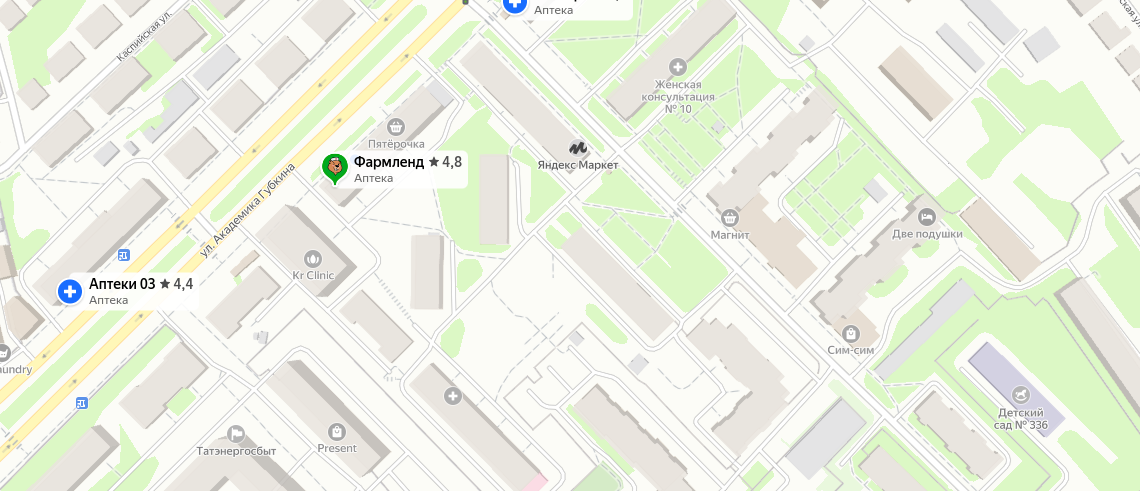 Аптека
Каспийская ул.
Женская
консультация
№ 10
Пятёрочка
Фармленд ★ 4,8
Аптека
Яндекс Маркет
ул. Академика Губкина
Магнит
Две подушки
Kr Clinic
Аптеки 03 ★ 4,4
Аптека
Сим-сим
aundry
Детский
сад № 336
Татэнергосбыт
Present